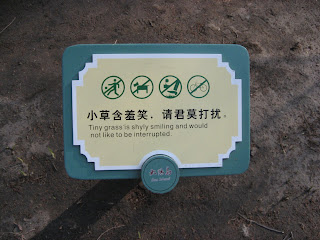 小草含羞笑，请君莫打扰。
Tiny grass is shyly smiling and would
not like to be interrupted.